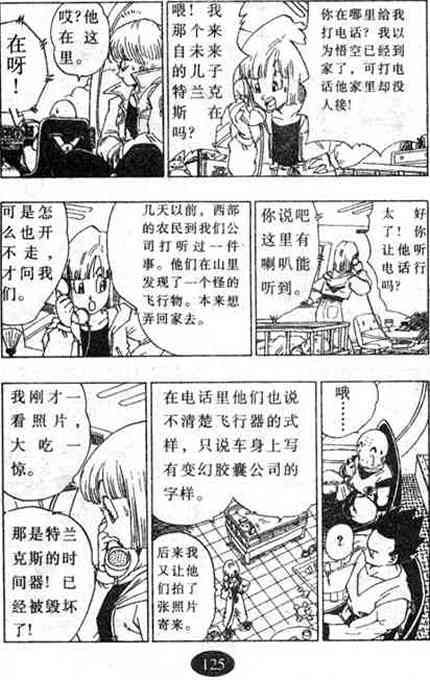 你在哪里给我
打电话?我以
为悟空已经到
家了,可打电
话他家里却没
人接!
喂!我
那个来
自未来
的儿子
特兰克
斯在
吗?
哎?他
在这
里。
在
呀!
太好
了!你
让他听
电话行
吗?
你说吧
这里有
喇叭能
听到。
几天以前,西部
的农民到我们公
司打听过一件
事。他们在山里
发现了一个怪的
飞行物。本来想
弄回家去。
可是怎
么也开
不走,
才问我
们。
哦……
?
在电话里他们也说
不清楚飞行器的式
样,只说车身上写
有变幻胶囊公司的
字样。
后来我
又让他
们拍了
张照片
寄来。
我刚才一
看照片,
大吃一
惊。
那是特兰
克斯的时
间器!已
经被毁坏
了!
125